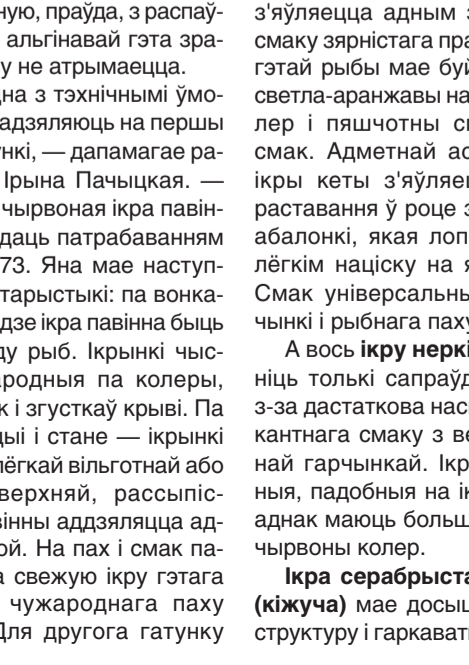 ную, праўда, з распаў-
альгінавай гэта зра-
у не атрымаецца.
на з тэхнічнымі ўмо-
адзяляюць на першы
нкі, — дапамагае ра-
Ірына Пачыцкая. —
чырвоная ікра павін-
даць патрабаванням
73. Яна мае наступ-
тарыстыкі: па вонка-
дзе ікра павінна быць
ду рыб. Ікрынкі чыс-
ародныя па колеры,
к і згусткаў крыві. Па
цыі і стане — ікрынкі
лёгкай вільготнай або
верхняй, рассыпіс-
вінны аддзяляцца ад-
ой. На пах і смак па-
а свежую ікру гэтага
чужароднага паху
Для другога гатунку
з'яўляецца адным з
смаку зярністага пра
гэтай рыбы мае буй
светла-аранжавы на
лер і пяшчотны с
смак. Адметнай ас
ікры кеты з'яўляе
раставання ў роце з
абалонкі, якая лоп
лёгкім націску на я
Смак універсальны
чынкі і рыбнага паху
А вось ікру нерк
ніць толькі сапраўд
з-за дастаткова нас
кантнага смаку з ве
най гарчынкай. Ікр
ныя, падобныя на ік
аднак маюць больш
чырвоны колер.
Ікра серабрыста
(кіжуча) мае досыц
структуру і гаркават